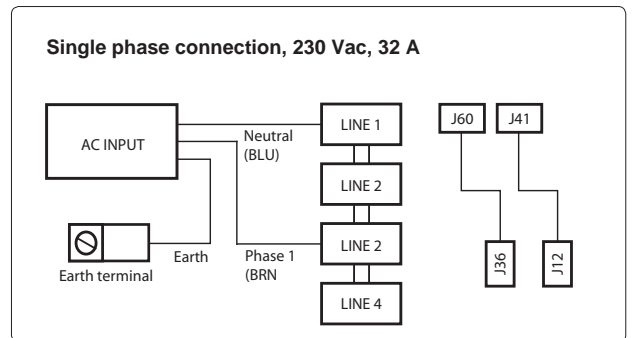 Single phase connection, 230 Vac, 32 A
AC INPUT
Neutral
(BLU)
LINE 1
J60
J41
LINE 2
Earth terminal
Earth
Phase 1
(BRN
LINE 2
J36
J12
LINE 4